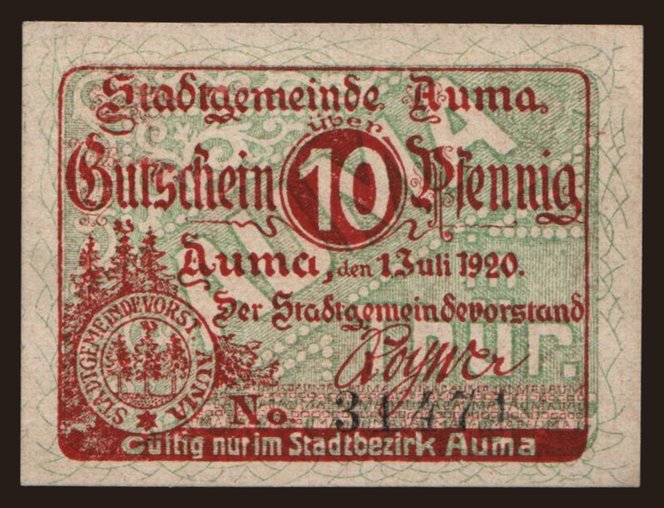 Stadtgemeinde Auma.
über
Gutschein 10 Pfennig
Auma, den 1. Juli 1920.
Der Stadtgemeindevorstand
STADTGEMEINDEVORST. AUMA
No. 31471
Gültig nur im Stadtbezirk Auma